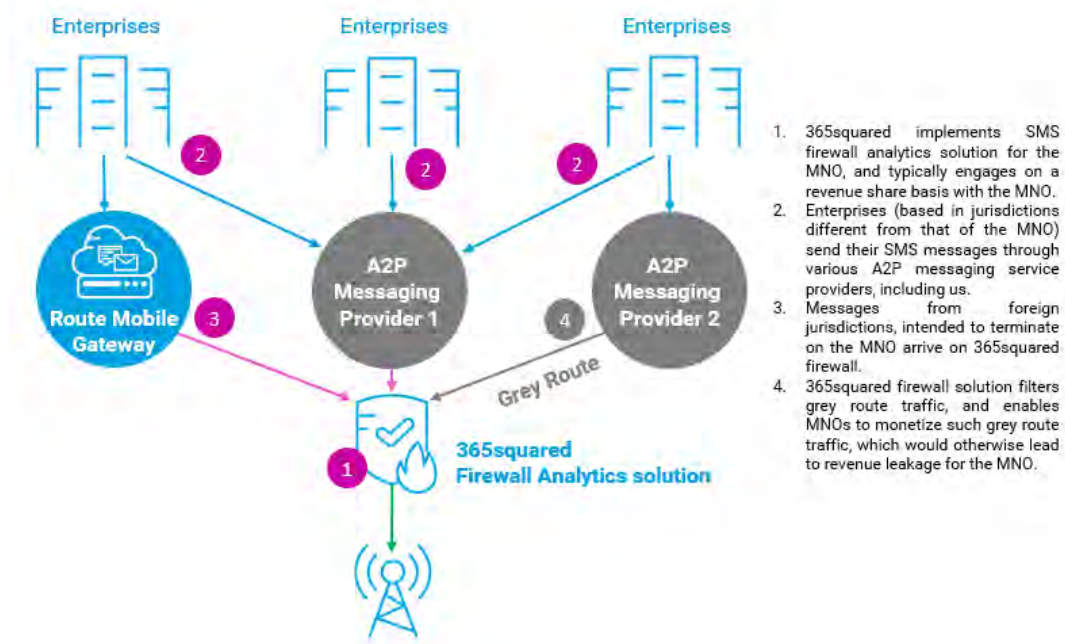 Enterprises
Enterprises
Enterprises
2
2
2
Route Mobile
Gateway
3
A2P
Messaging
Provider 1
A2P
Messaging
Provider 2
4
Grey Route
1
365squared
Firewall Analytics solution
1. 365squared implements SMS
firewall analytics solution for the
MNO, and typically engages on a
revenue share basis with the MNO.
2. Enterprises (based in jurisdictions
different from that of the MNO)
send their SMS messages through
various A2P messaging service
providers, including us.
3. Messages from foreign
jurisdictions, intended to terminate
on the MNO arrive on 365squared
firewall.
4. 365squared firewall solution filters
grey route traffic, and enables
MNOs to monetize such grey route
traffic, which would otherwise lead
to revenue leakage for the MNO.